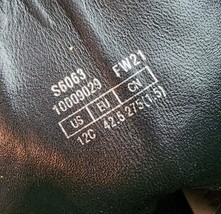 S6063
10009029 FW21
US EU CN
12C 42.5 275(1.5)